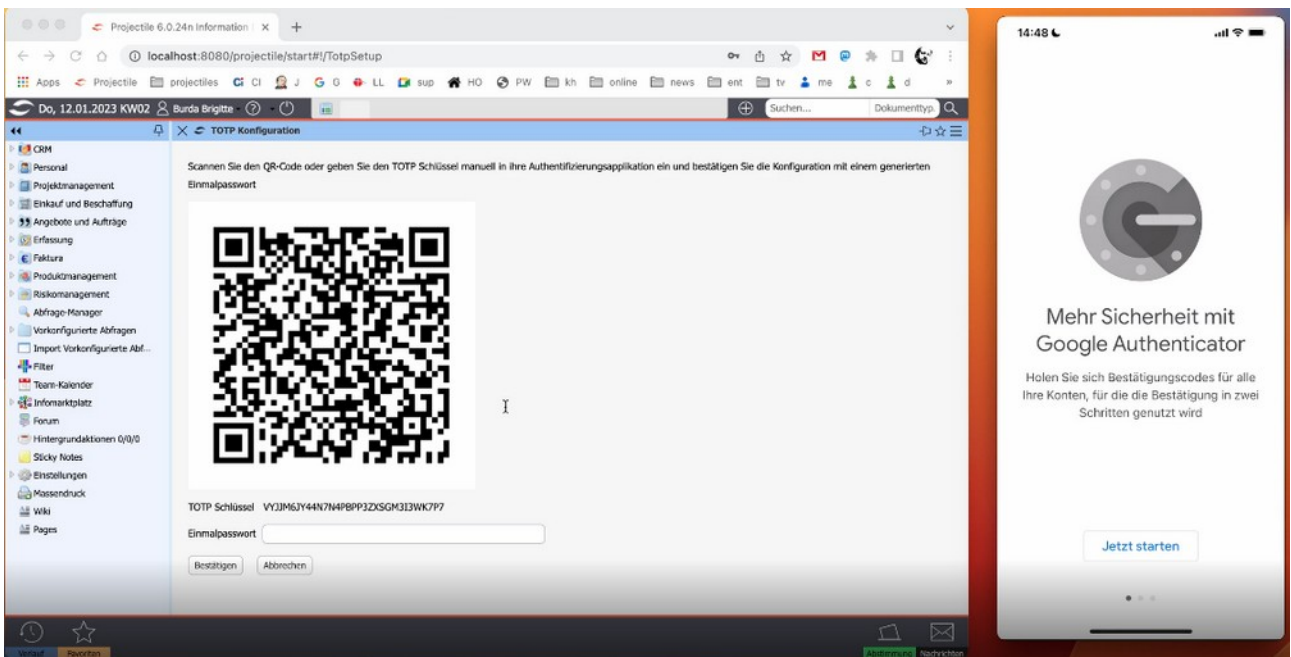 Projectile 6.0.24n Information
localhost:8080/projectile/start#!/TotpSetup
Apps Projectile projectiles CI J G LL sup HO PW kh online news ent tv me c d »
Do, 12.01.2023 KW02 Burda Brigitte
Suchen... Dokumenttyp.
TOTP Konfiguration
CRM
Personal
Projektmanagement
Einkauf und Beschaffung
Angebote und Aufträge
Erfassung
Faktura
Produktmanagement
Risikomanagement
Abfrage-Manager
Vorkonfigurierte Abfragen
Import Vorkonfigurierte Abf...
Filter
Team-Kalender
Infomarktplatz
Forum
Hintergrundaktionen 0/0/0
Sticky Notes
Einstellungen
Massendruck
Wiki
Pages
Scannen Sie den QR-Code oder geben Sie den TOTP Schlüssel manuell in ihre Authentifizierungsapplikation ein und bestätigen Sie die Konfiguration mit einem generierten
Einmalpasswort
TOTP Schlüssel VYJJM6JY44N7N4PBPP3ZXSGM3I3WK7P7
Einmalpasswort
Bestätigen Abbrechen
Verlauf Favoriten
Abstimmung Nachrichten
14:48
Mehr Sicherheit mit
Google Authenticator
Holen Sie sich Bestätigungscodes für alle
Ihre Konten, für die die Bestätigung in zwei
Schritten genutzt wird
Jetzt starten